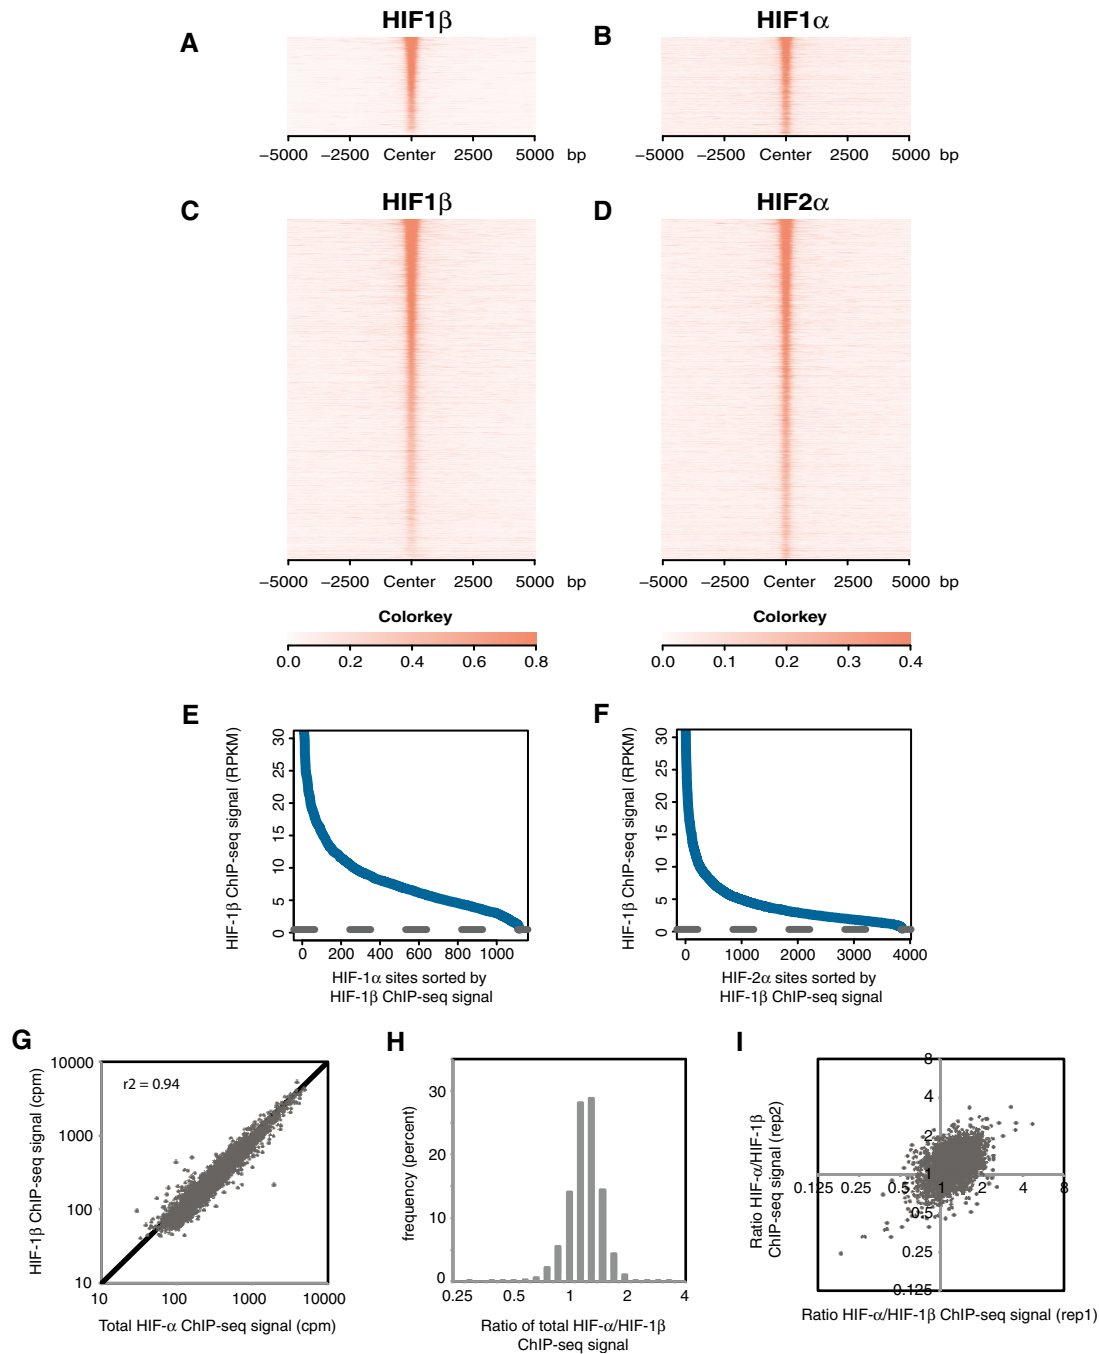 HIF1β
HIF1α
A
B
−5000 −2500 Center 2500 5000 bp
−5000 −2500 Center 2500 5000 bp
HIF1β
HIF2α
C
D
−5000 −2500 Center 2500 5000 bp
−5000 −2500 Center 2500 5000 bp
Colorkey
Colorkey
0.0 0.2 0.4 0.6 0.8
0.0 0.1 0.2 0.3 0.4
E
HIF-1β ChIP-seq signal (RPKM)
30
25
20
15
10
5
0
0 200 400 600 800 1000
HIF-1α sites sorted by
HIF-1β ChIP-seq signal
F
HIF-1β ChIP-seq signal (RPKM)
30
25
20
15
10
5
0
0 1000 2000 3000 4000
HIF-2α sites sorted by
HIF-1β ChIP-seq signal
G
HIF-1β ChIP-seq signal (cpm)
10000
1000
100
10
r2 = 0.94
10 100 1000 10000
Total HIF-α ChIP-seq signal (cpm)
H
frequency (percent)
30
20
10
0
0.25 0.5 1 2 4
Ratio of total HIF-α/HIF-1β
ChIP-seq signal
I
Ratio HIF-α/HIF-1β
ChIP-seq signal (rep2)
8
4
2
1
0.5
0.25
0.125
0.125 0.25 0.5 1 2 4 8
Ratio HIF-α/HIF-1β ChIP-seq signal (rep1)